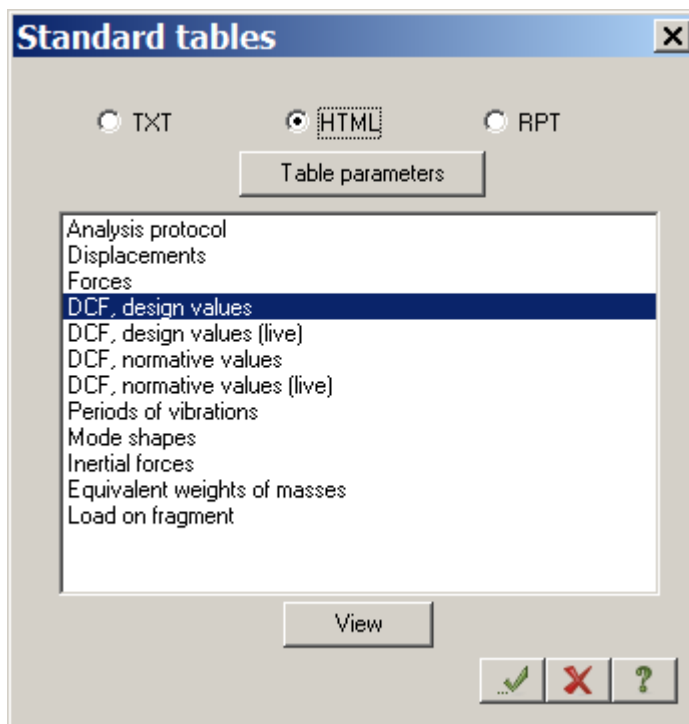 Standard tables
TXT HTML RPT
Table parameters
Analysis protocol
Displacements
Forces
DCF, design values
DCF, design values (live)
DCF, normative values
DCF, normative values (live)
Periods of vibrations
Mode shapes
Inertial forces
Equivalent weights of masses
Load on fragment
View
?